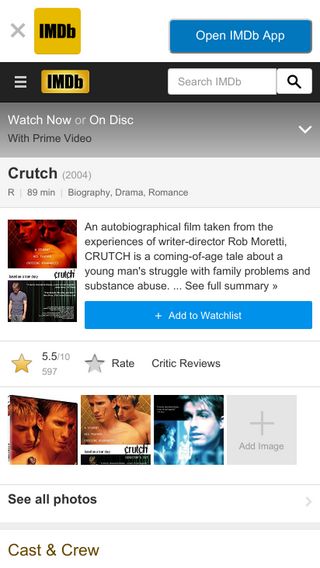 IMDb
Open IMDb App
IMDb
Search IMDb
Watch Now or On Disc
With Prime Video
Crutch (2004)
R | 89 min | Biography, Drama, Romance
crutch
An autobiographical film taken from the
experiences of writer-director Rob Moretti,
CRUTCH is a coming-of-age tale about a
young man's struggle with family problems and
substance abuse. ... See full summary »
+ Add to Watchlist
5.5/10
597
Rate
Critic Reviews
crutch
Add Image
See all photos
Cast & Crew